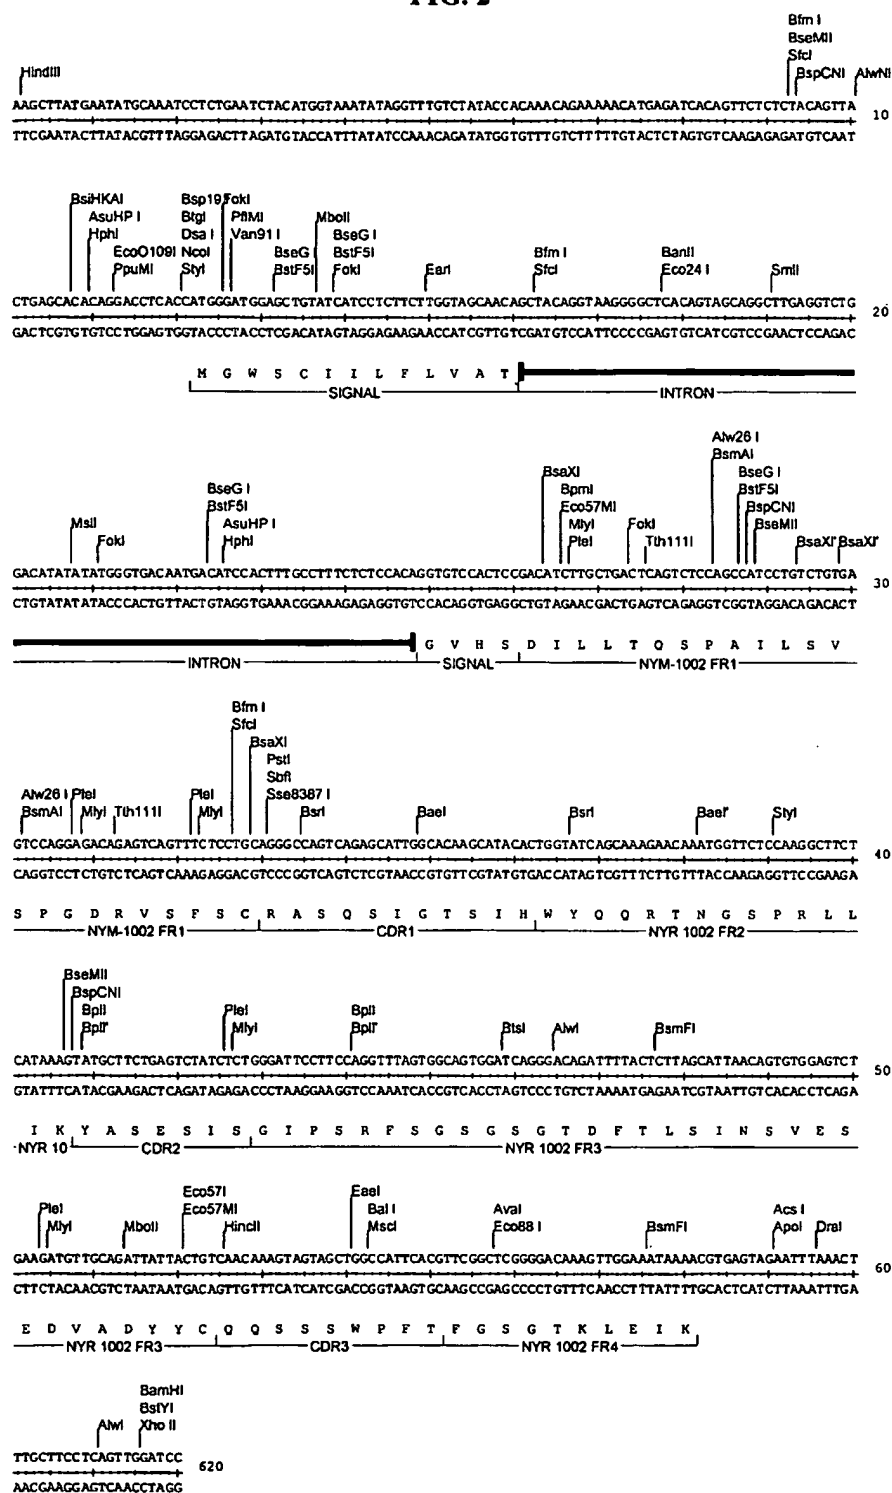 FIG. 2
Bfm I
BseMII
SfcI
HindIII BspCNI AlwNI
AAGCTTATGAATATGCAAATCCTCTGAATCTACATGGTAAATATAGGTTTGTCTATACCACAAACAGAAAAACATGAGATCACAGTTCTCTCTACAGTTA 10
TTCGAATACTTATACGTTTAGGAGACTTAGATGTACCATTTATATCCAAACAGATATGGTGTTTGTCTTTTTGTACTCTAGTGTCAAGAGAGATGTCAAT
BsiHKAI Bsp19I FokI
AsuHP I BtgI PflMI MboII
HphI Dsa I Van91 I BseG I
EcoO109I NcoI BseG I BstF5I Bfm I BanII
PpuMI StyI BstF5I FokI EarI SfcI Eco24 I SmlI
CTGAGCACACAGGACCTCACCATGGGATGGAGCTGTATCATCCTCTTCTTGGTAGCAACAGCTACAGGTAAGGGGCTCACAGTAGCAGGCTTGAGGTCTG 20
GACTCGTGTGTCCTGGAGTGGTACCCTACCTCGACATAGTAGGAGAAGAACCATCGTTGTCGATGTCCATTCCCCGAGTGTCATCGTCCGAACTCCAGAC
M G W S C I I L F L V A T
SIGNAL INTRON
Alw26 I
BsaXI BsmAI
BseG I BpmI BseG I
BstF5I Eco57MI BstF5I
AsuHP I MlyI FokI BspCNI
MslI FokI HphI PleI Tth111II BseMII BsaXI' BsaXI'
GACATATATATGGGTGACAATGACATCCACTTTGCCTTTCTCTCCACAGGTGTCCACTCCGACATCTTGCTGACTCAGTCTCCAGCCATCCTGTCTGTGA 30
CTGTATATATACCCACTGTTACTGTAGGTGAAACGGAAAGAGAGGTGTCCACAGGTGAGGCTGTAGAACGACTGAGTCAGAGGTCGGTAGGACAGACACT
G V H S D I L L T Q S P A I L S V
INTRON SIGNAL NYM-1002 FR1
Bfm I
SfcI
BsaXI
PstI
SbfI
Alw26 I PleI PleI Sse8387 I
BsmAI MlyI Tth111II MlyI BsrI BaeI BsrI BaeI' StyI
GTCCAGGAGACAGAGTCAGTTTCTCCTGCAGGGCCAGTCAGAGCATTGGCACAAGCATACACTGGTATCAGCAAAGAACAAATGGTTCTCCAAGGCTTCT 40
CAGGTCCTCTGTCTCAGTCAAAGAGGACGTCCCGGTCAGTCTCGTAACCGTGTTCGTATGTGACCATAGTCGTTTCTTGTTTACCAAGAGGTTCCGAAGA
S P G D R V S F S C R A S Q S I G T S I H W Y Q Q R T N G S P R L L
NYM-1002 FR1 CDR1 NYR 1002 FR2
BseMII
BspCNI
BplI PleI BplI
BplI' MlyI BplI' BtsI AlwI BsmFI
CATAAAGTATGCTTCTGAGTCTATCTCTGGGATTCCTTCCAGGTTTAGTGGCAGTGGATCAGGGACAGATTTTACTCTTAGCATTAACAGTGTGGAGTCT 50
GTATTTCATACGAAGACTCAGATAGAGACCCTAAGGAAGGTCCAAATCACCGTCACCTAGTCCCTGTCTAAAATGAGAATCGTAATTGTCACACCTCAGA
I K Y A S E S I S G I P S R F S G S G S G T D F T L S I N S V E S
NYR 10 CDR2 NYR 1002 FR3
Eco57I EaeI
PleI Eco57MI Bal I AvaI Acs I
MlyI MboII HincII MscI Eco88 I BsmFI ApoI DraI
GAAGATGTTGCAGATTATTACTGTCAACAAAGTAGTAGCTGGCCATTCACGTTCGGCTCGGGGACAAAGTTGGAAATAAAACGTGAGTAGAATTTAAACT 60
CTTCTACAACGTCTAATAATGACAGTTGTTTCATCATCGACCGGTAAGTGCAAGCCGAGCCCCTGTTTCAACCTTTATTTTGCACTCATCTTAAATTTGA
E D V A D Y Y C Q Q S S S W P F T F G S G T K L E I K
NYR 1002 FR3 CDR3 NYR 1002 FR4
BamHI
BstYI
AlwI Xho II
TTGCTTCCTCAGTTGGATCC 620
AACGAAGGAGTCAACCTAGG